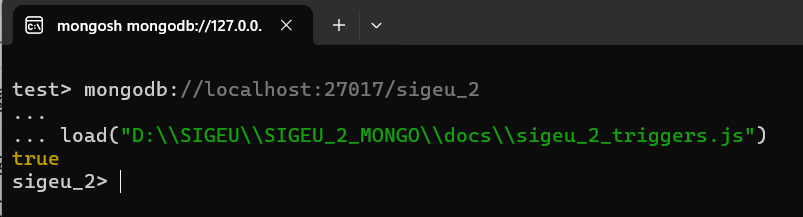 mongosh mongodb://127.0.0.
test> mongodb://localhost:27017/sigeu_2
...
... load("D:\\SIGEU\\SIGEU_2_MONGO\\docs\\sigeu_2_triggers.js")
true
sigeu_2>